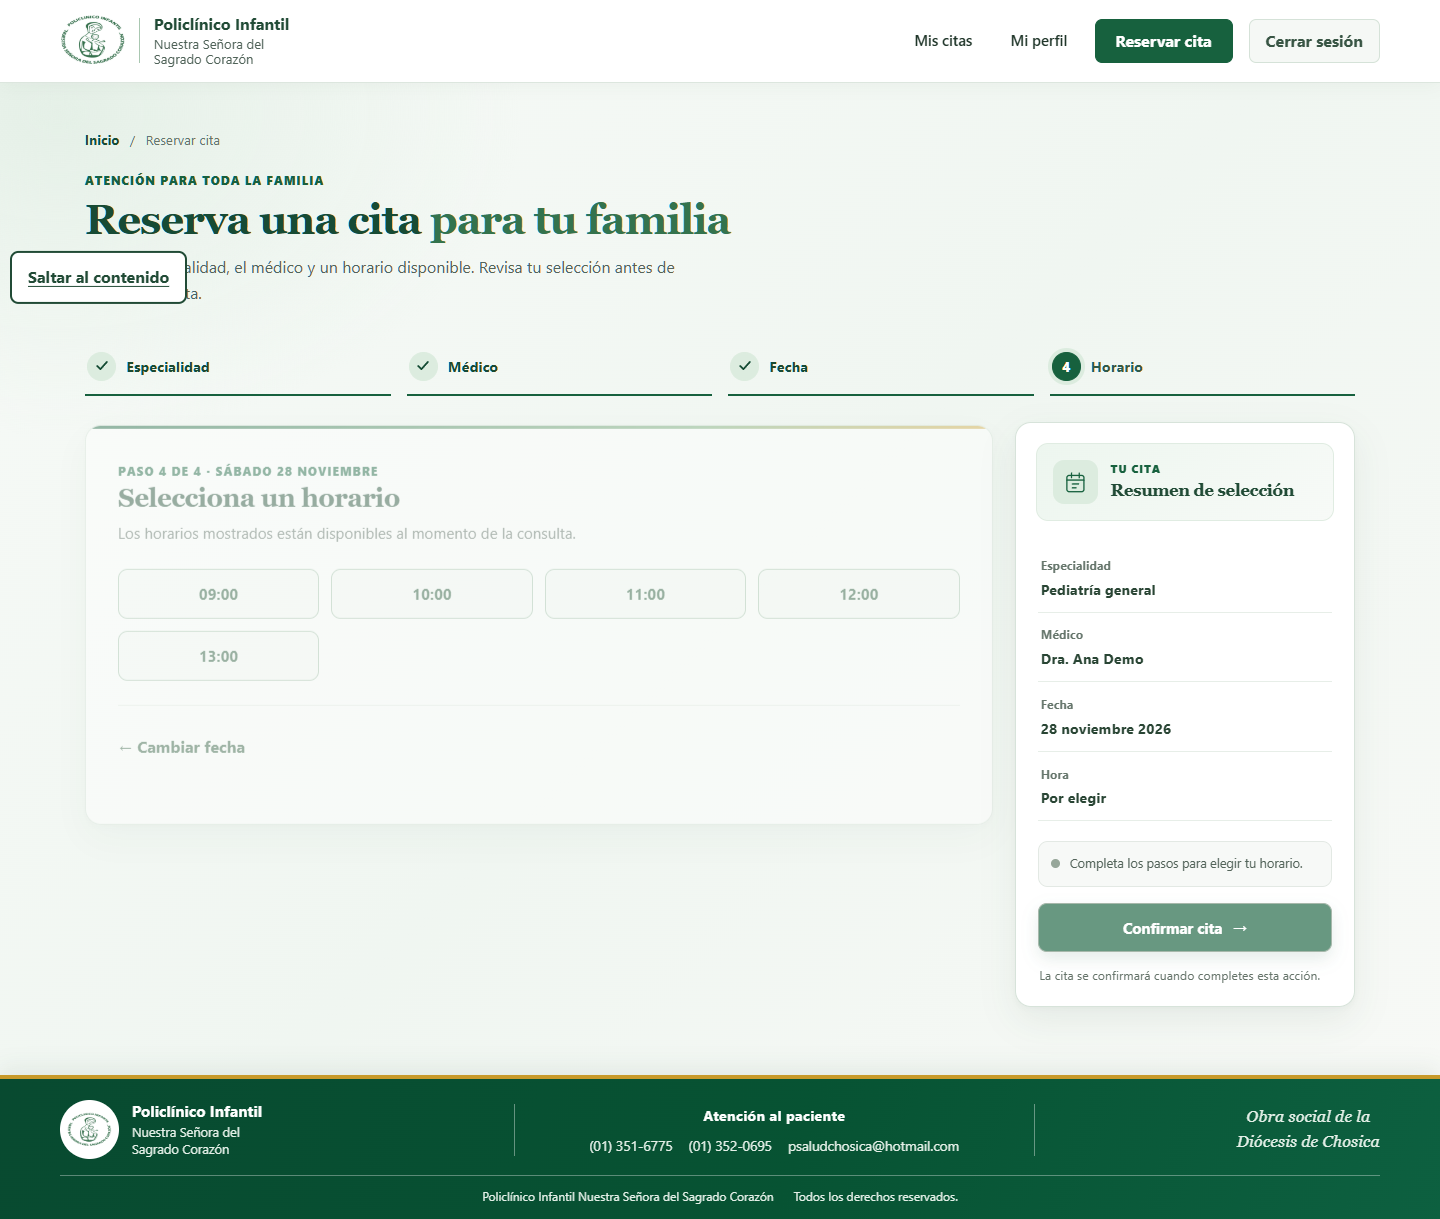 Policlínico Infantil
Nuestra Señora del
Sagrado Corazón
Mis citas
Mi perfil
Reservar cita
Cerrar sesión
Inicio / Reservar cita
ATENCIÓN PARA TODA LA FAMILIA
Reserva una cita para tu familia
Saltar al contenido
alidad, el médico y un horario disponible. Revisa tu selección antes de
ta.
Especialidad
Médico
Fecha
4 Horario
PASO 4 DE 4 · SÁBADO 28 NOVIEMBRE
Selecciona un horario
Los horarios mostrados están disponibles al momento de la consulta.
09:00
10:00
11:00
12:00
13:00
← Cambiar fecha
TU CITA
Resumen de selección
Especialidad
Pediatría general
Médico
Dra. Ana Demo
Fecha
28 noviembre 2026
Hora
Por elegir
Completa los pasos para elegir tu horario.
Confirmar cita →
La cita se confirmará cuando completes esta acción.
Policlínico Infantil
Nuestra Señora del
Sagrado Corazón
Atención al paciente
(01) 351-6775 (01) 352-0695 psaludchosica@hotmail.com
Obra social de la
Diócesis de Chosica
Policlínico Infantil Nuestra Señora del Sagrado Corazón Todos los derechos reservados.